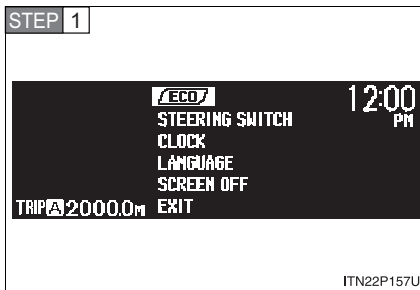 STEP 1
ECO
12:00
PM
STEERING SWITCH
CLOCK
LANGUAGE
SCREEN OFF
TRIP A 2000.0M EXIT
ITN22P157U